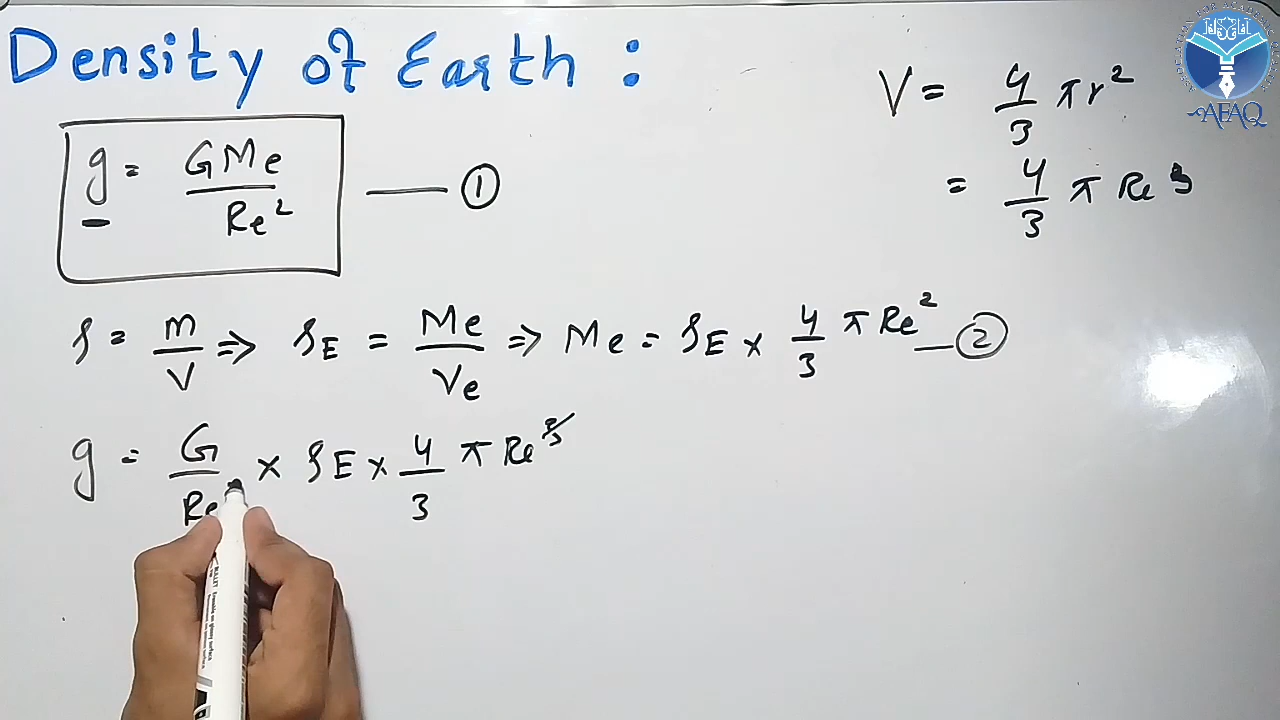 Density of Earth :
V = 4/3 πr²
= 4/3 π Re³
g = GMe/Re² —— ①
ρ = m/V ⇒ ρE = Me/Ve ⇒ Me = ρE × 4/3 π Re² — ②
g = G/Re × ρE × 4/3 π Re
AFAQ